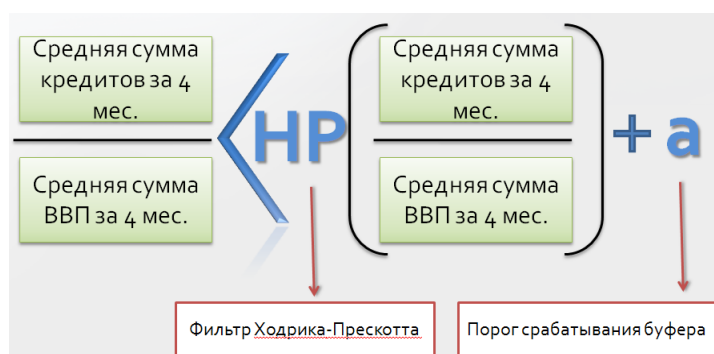 Средняя сумма
кредитов за 4
мес.
Средняя сумма
ВВП за 4 мес.
<
HP
(
Средняя сумма
кредитов за 4
мес.
Средняя сумма
ВВП за 4 мес.
)
+ a
Фильтр Ходрика-Прескотта
Порог срабатывания буфера